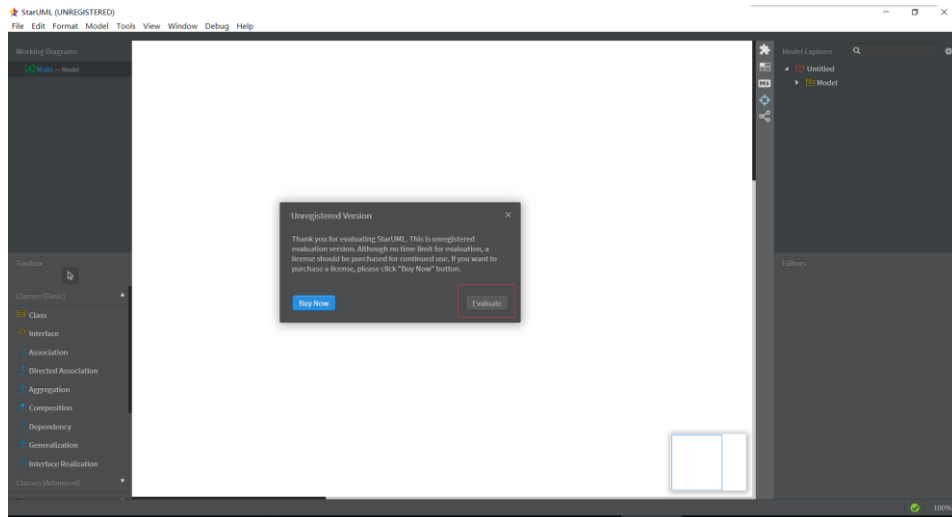 StarUML (UNREGISTERED)
File Edit Format Model Tools View Window Debug Help
Working Diagrams
Main — Model
Model Explorer
Untitled
Model
Unregistered Version
Thank you for evaluating StarUML. This is unregistered
evaluation version. Although no time limit for evaluation, a
license should be purchased for continued use. If you want to
purchase a license, please click "Buy Now" button.
Buy Now
Evaluate
Toolbox
Editors
Classes (Basic)
Class
Interface
Association
Directed Association
Aggregation
Composition
Dependency
Generalization
Interface Realization
Classes (Advanced)
100%